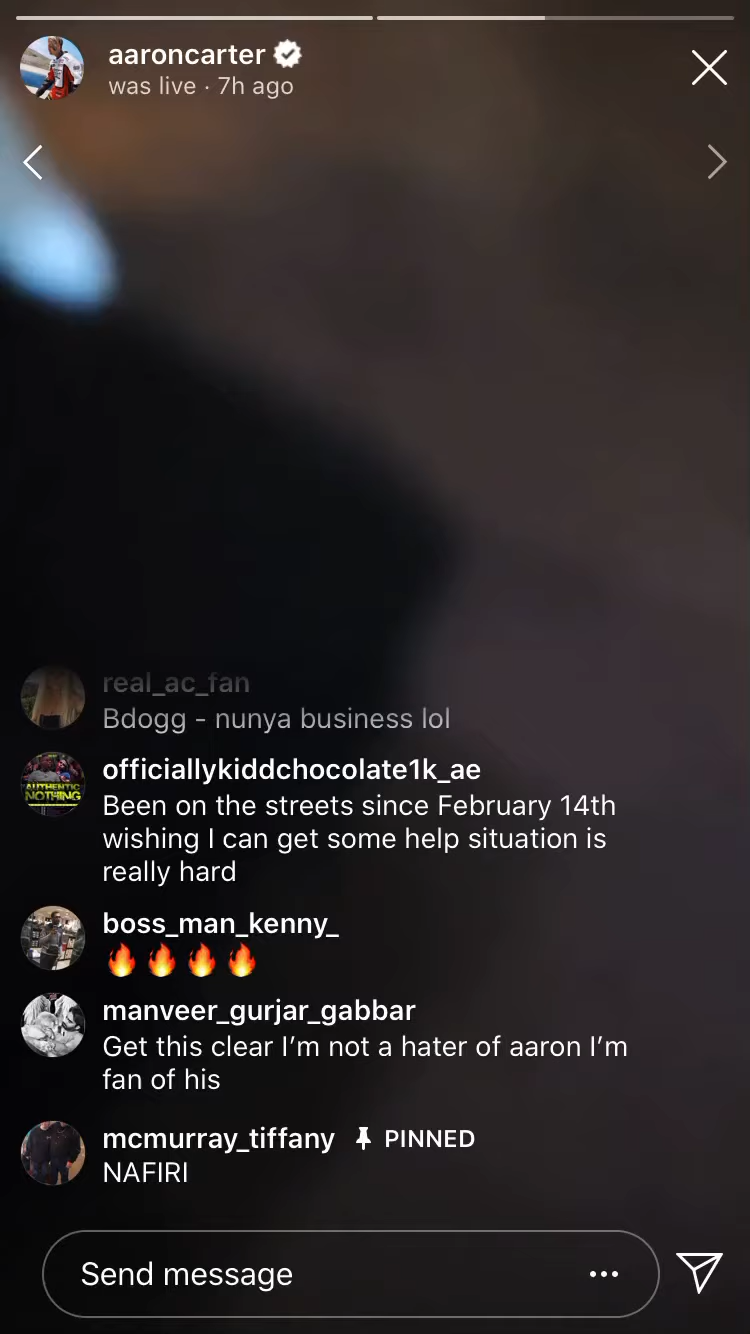 aaroncarter
was live · 7h ago
real_ac_fan
Bdogg - nunya business lol
officiallykiddchocolate1k_ae
AUTHENTIC
NOTHING
Been on the streets since February 14th
wishing I can get some help situation is
really hard
boss_man_kenny_
🔥🔥🔥🔥
manveer_gurjar_gabbar
Get this clear I’m not a hater of aaron I’m
fan of his
mcmurray_tiffany PINNED
NAFIRI
Send message